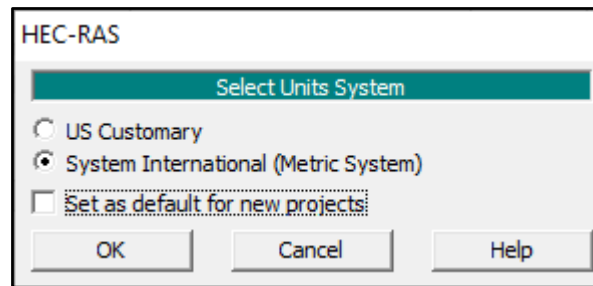 HEC-RAS
Select Units System
US Customary
System International (Metric System)
Set as default for new projects
OK Cancel Help